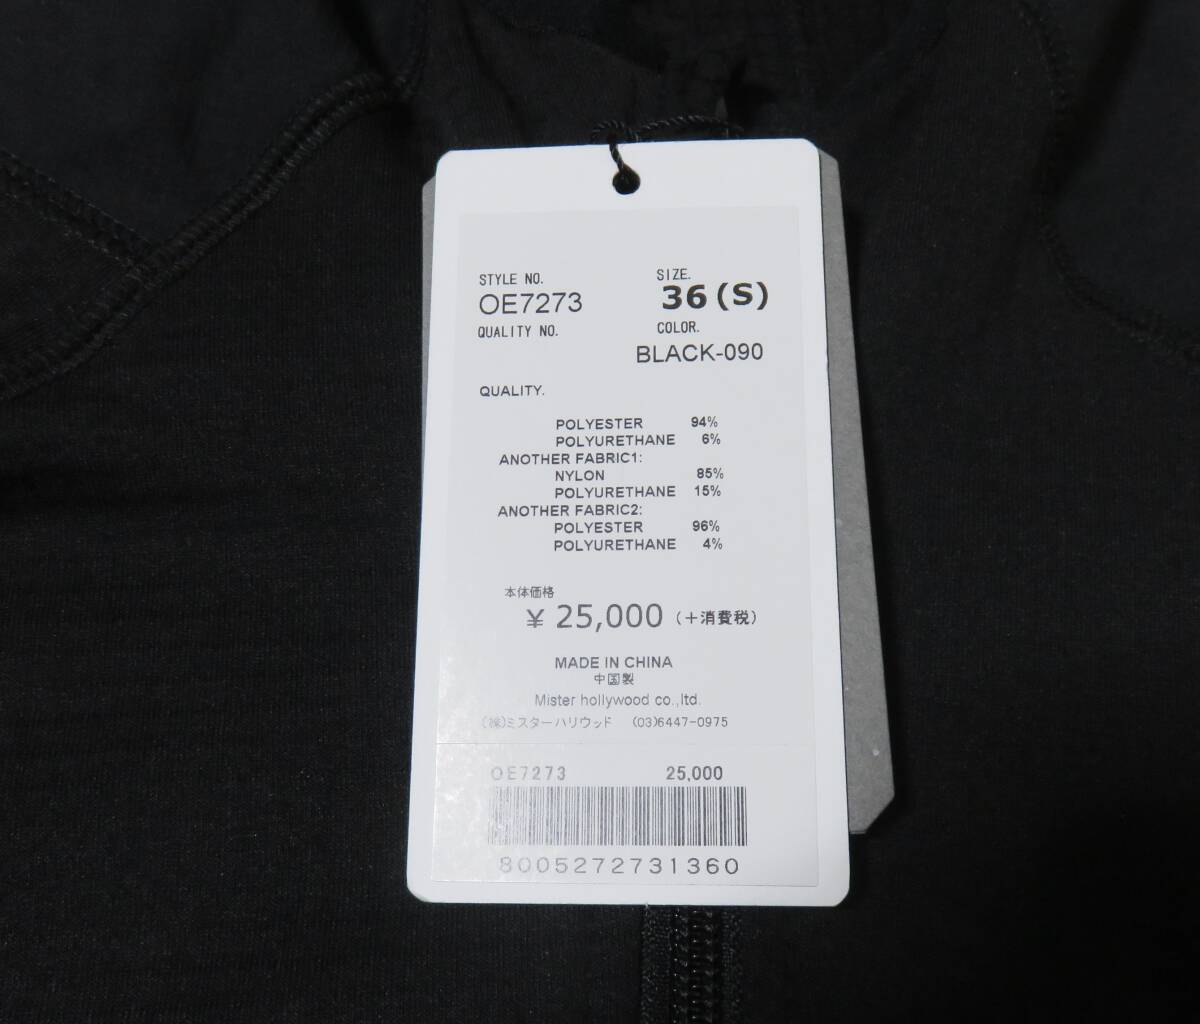 STYLE NO. SIZE.
OE7273 36 (S)
QUALITY NO. COLOR.
BLACK-090
QUALITY.
POLYESTER 94%
POLYURETHANE 6%
ANOTHER FABRIC1:
NYLON 85%
POLYURETHANE 15%
ANOTHER FABRIC2:
POLYESTER 96%
POLYURETHANE 4%
本体価格
¥ 25,000 (+消費税)
MADE IN CHINA
中国製
Mister hollywood co.,ltd.
(株)ミスターハリウッド (03)6447-0975
OE7273 25,000
8005272731360